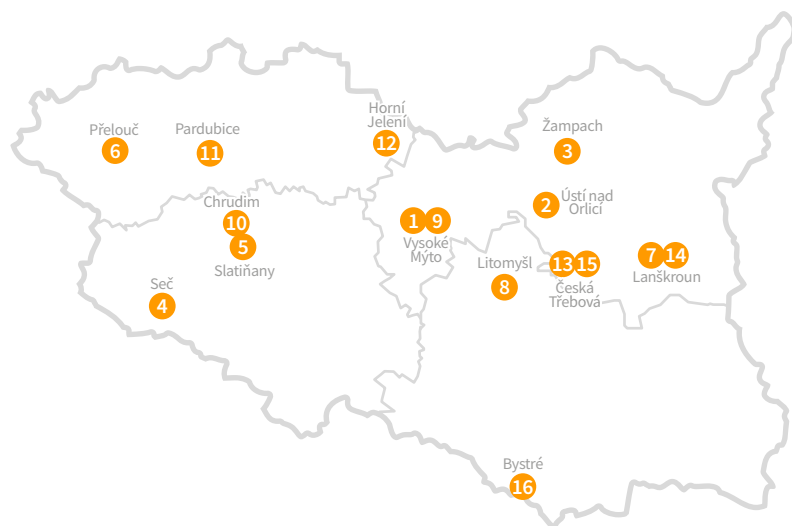 Horní
Jelení
12
Přelouč
6
Pardubice
11
Žampach
3
Chrudim
10
5
Slatiňany
1 9
Vysoké
Mýto
2
Ústí nad
Orlicí
Litomyšl
8
13 15
Česká
Třebová
7 14
Lanškroun
Seč
4
Bystré
16